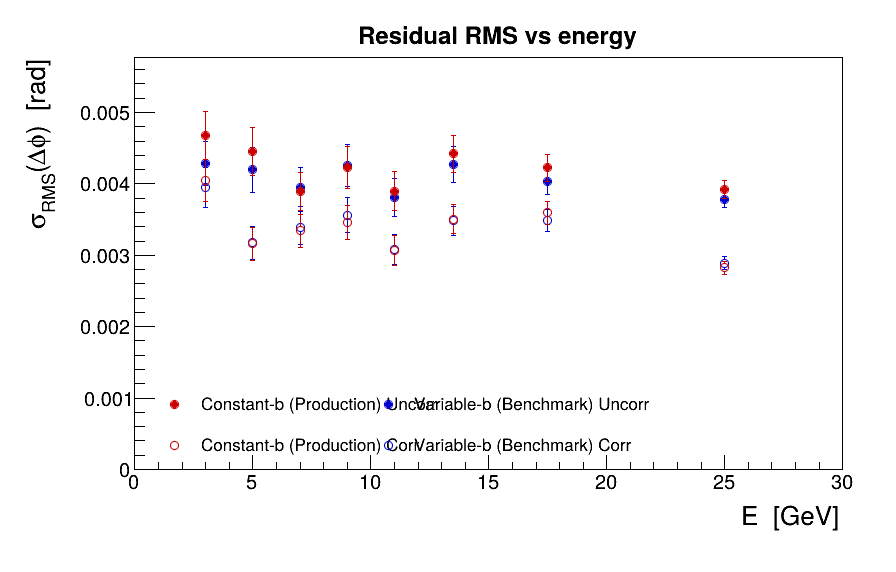 Residual RMS vs energy
σRMS(Δϕ) [rad]
0.005
0.004
0.003
0.002
0.001
0
Constant-b (Production) Uncorr
Variable-b (Benchmark) Uncorr
Constant-b (Production) Corr
Variable-b (Benchmark) Corr
0 5 10 15 20 25 30
E [GeV]